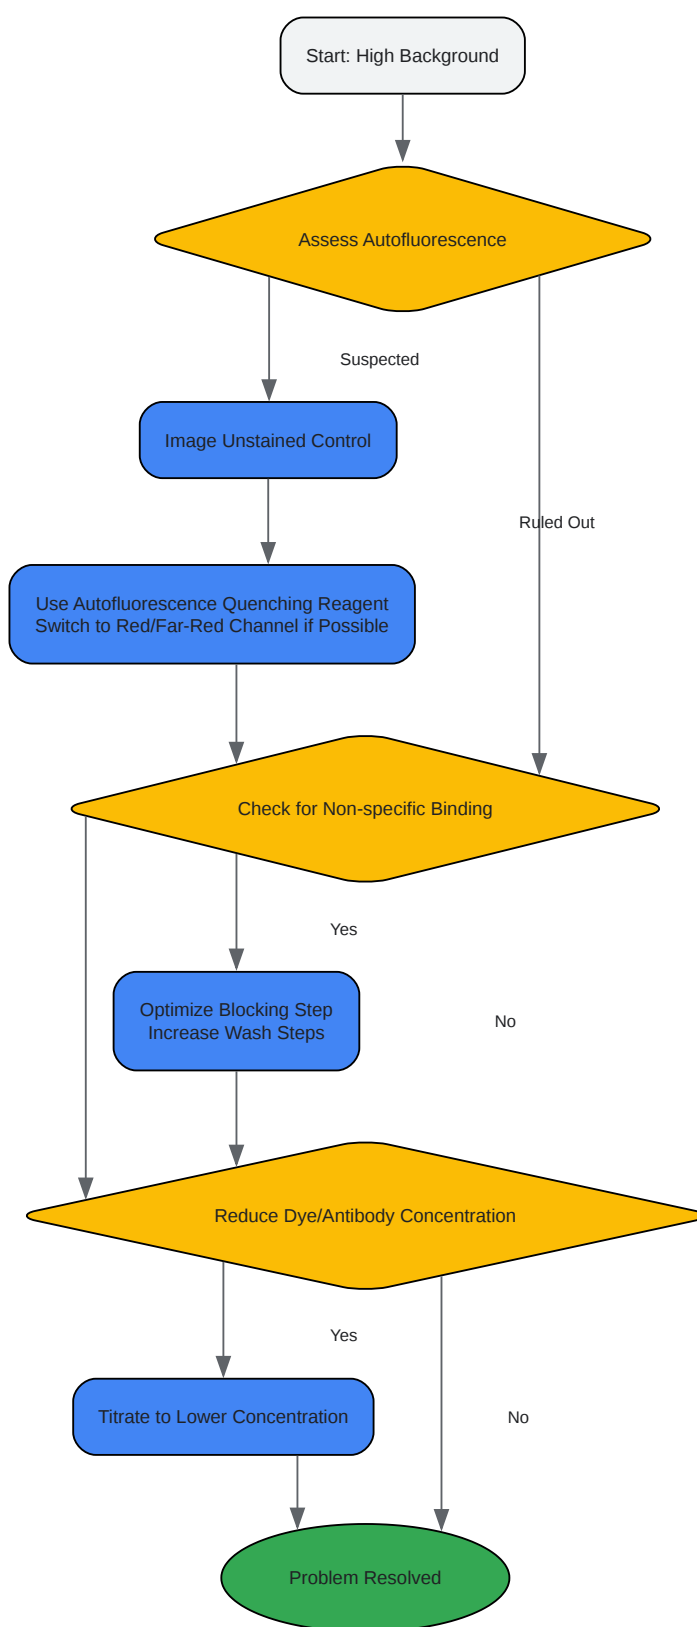 Start: High Background
Assess Autofluorescence
Suspected
Image Unstained Control
Ruled Out
Use Autofluorescence Quenching Reagent
Switch to Red/Far-Red Channel if Possible
Check for Non-specific Binding
Yes
Optimize Blocking Step
Increase Wash Steps
No
Reduce Dye/Antibody Concentration
Yes
Titrate to Lower Concentration
No
Problem Resolved